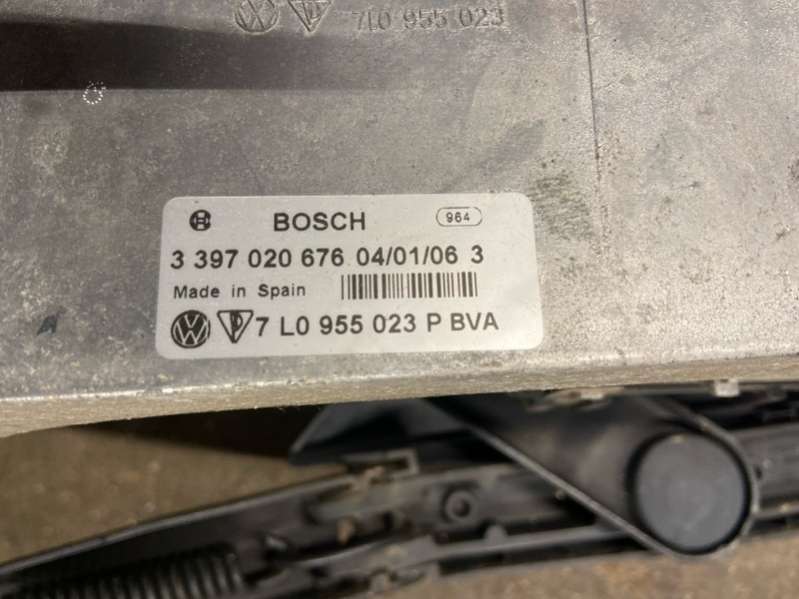 7L0 955 023
BOSCH
964
3 397 020 676 04/01/06 3
Made in Spain
VW 7 L0 955 023 P BVA